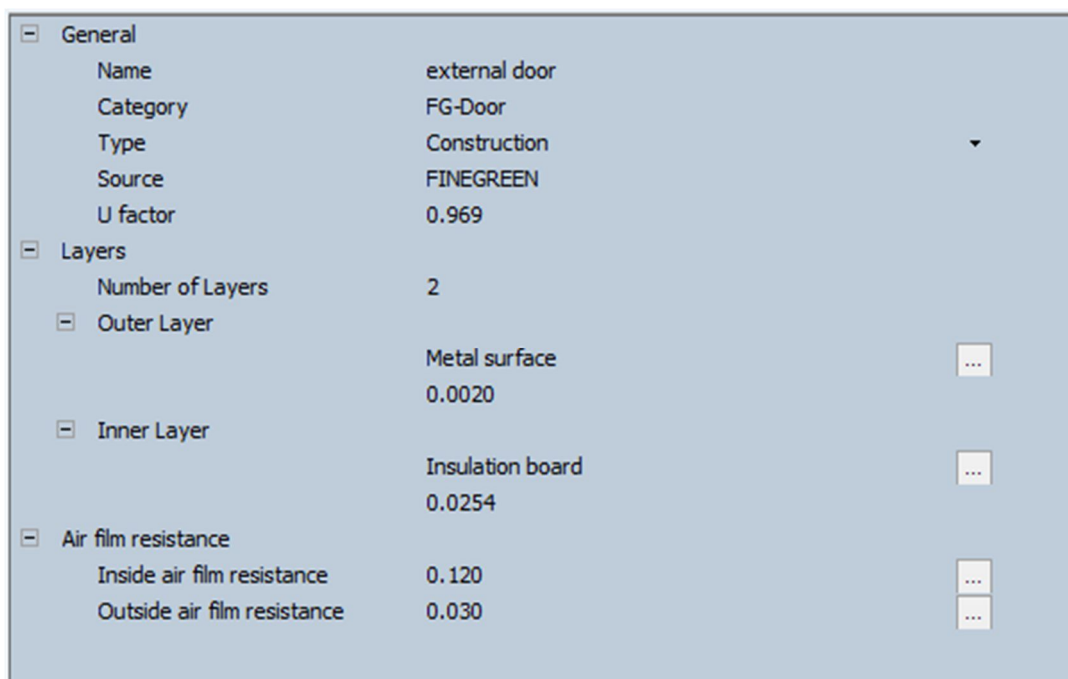 General
Name external door
Category FG-Door
Type Construction
Source FINEGREEN
U factor 0.969
Layers
Number of Layers 2
Outer Layer
Metal surface ...
0.0020
Inner Layer
Insulation board ...
0.0254
Air film resistance
Inside air film resistance 0.120 ...
Outside air film resistance 0.030 ...